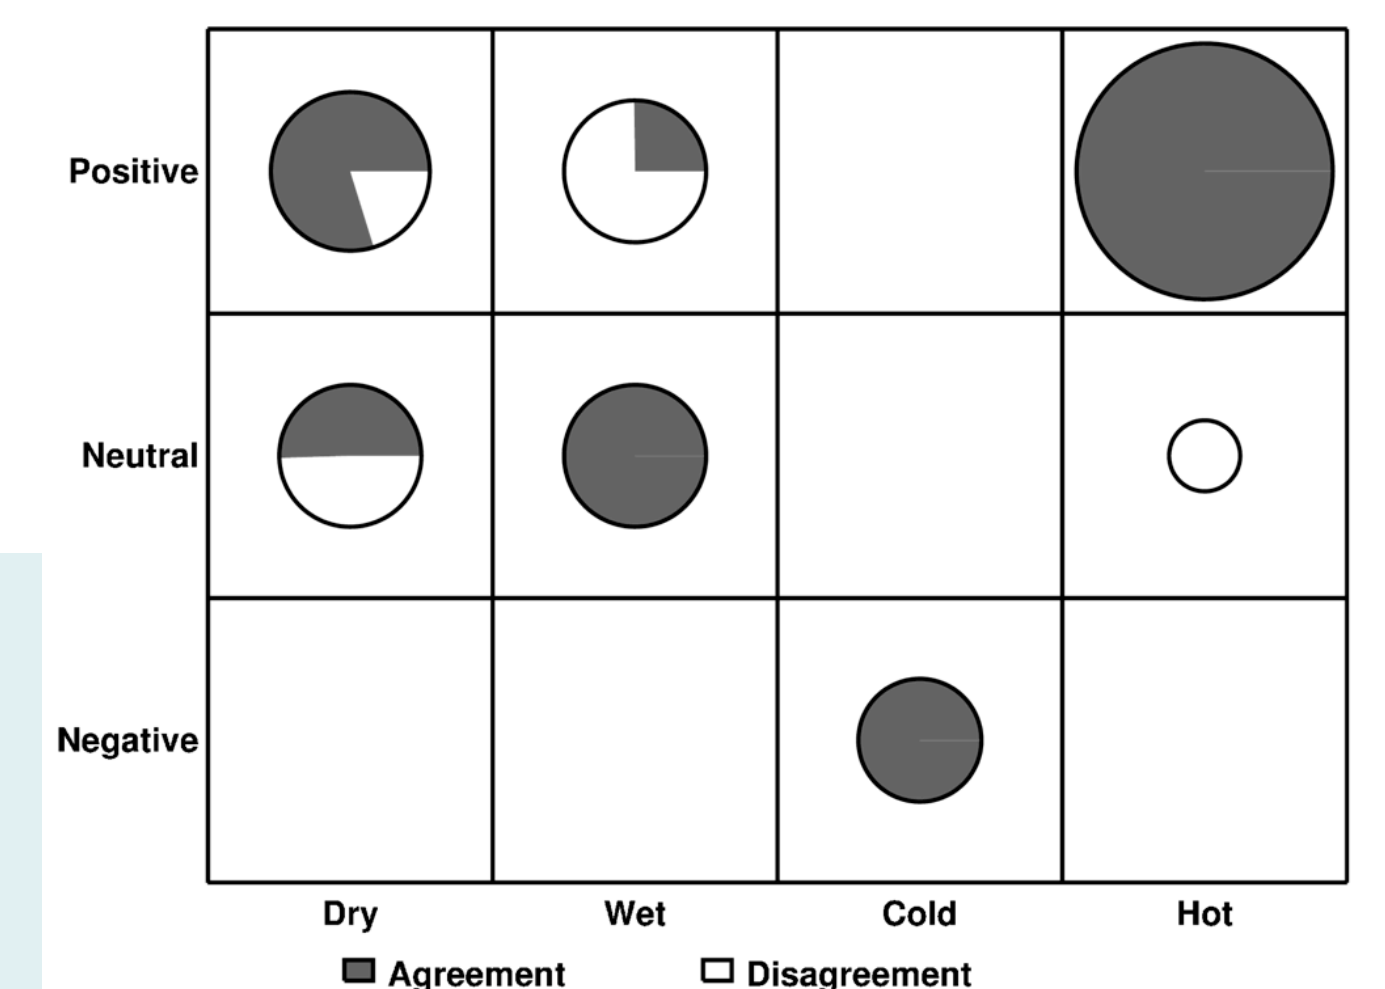 Positive
Neutral
Negative
Dry Wet Cold Hot
Agreement Disagreement